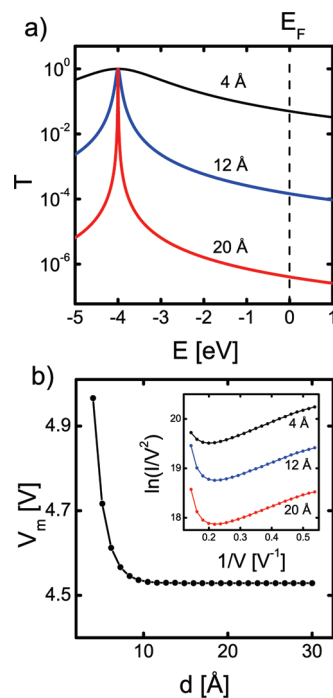 a)
E_F
10^0
10^-2
10^-4
10^-6
T
4 Å
12 Å
20 Å
-5 -4 -3 -2 -1 0 1
E [eV]
b)
4.9
4.7
4.5
V_m [V]
20
19
18
ln(I/V^2)
4 Å
12 Å
20 Å
0.2 0.3 0.4 0.5
1/V [V^-1]
0 10 20 30
d [Å]